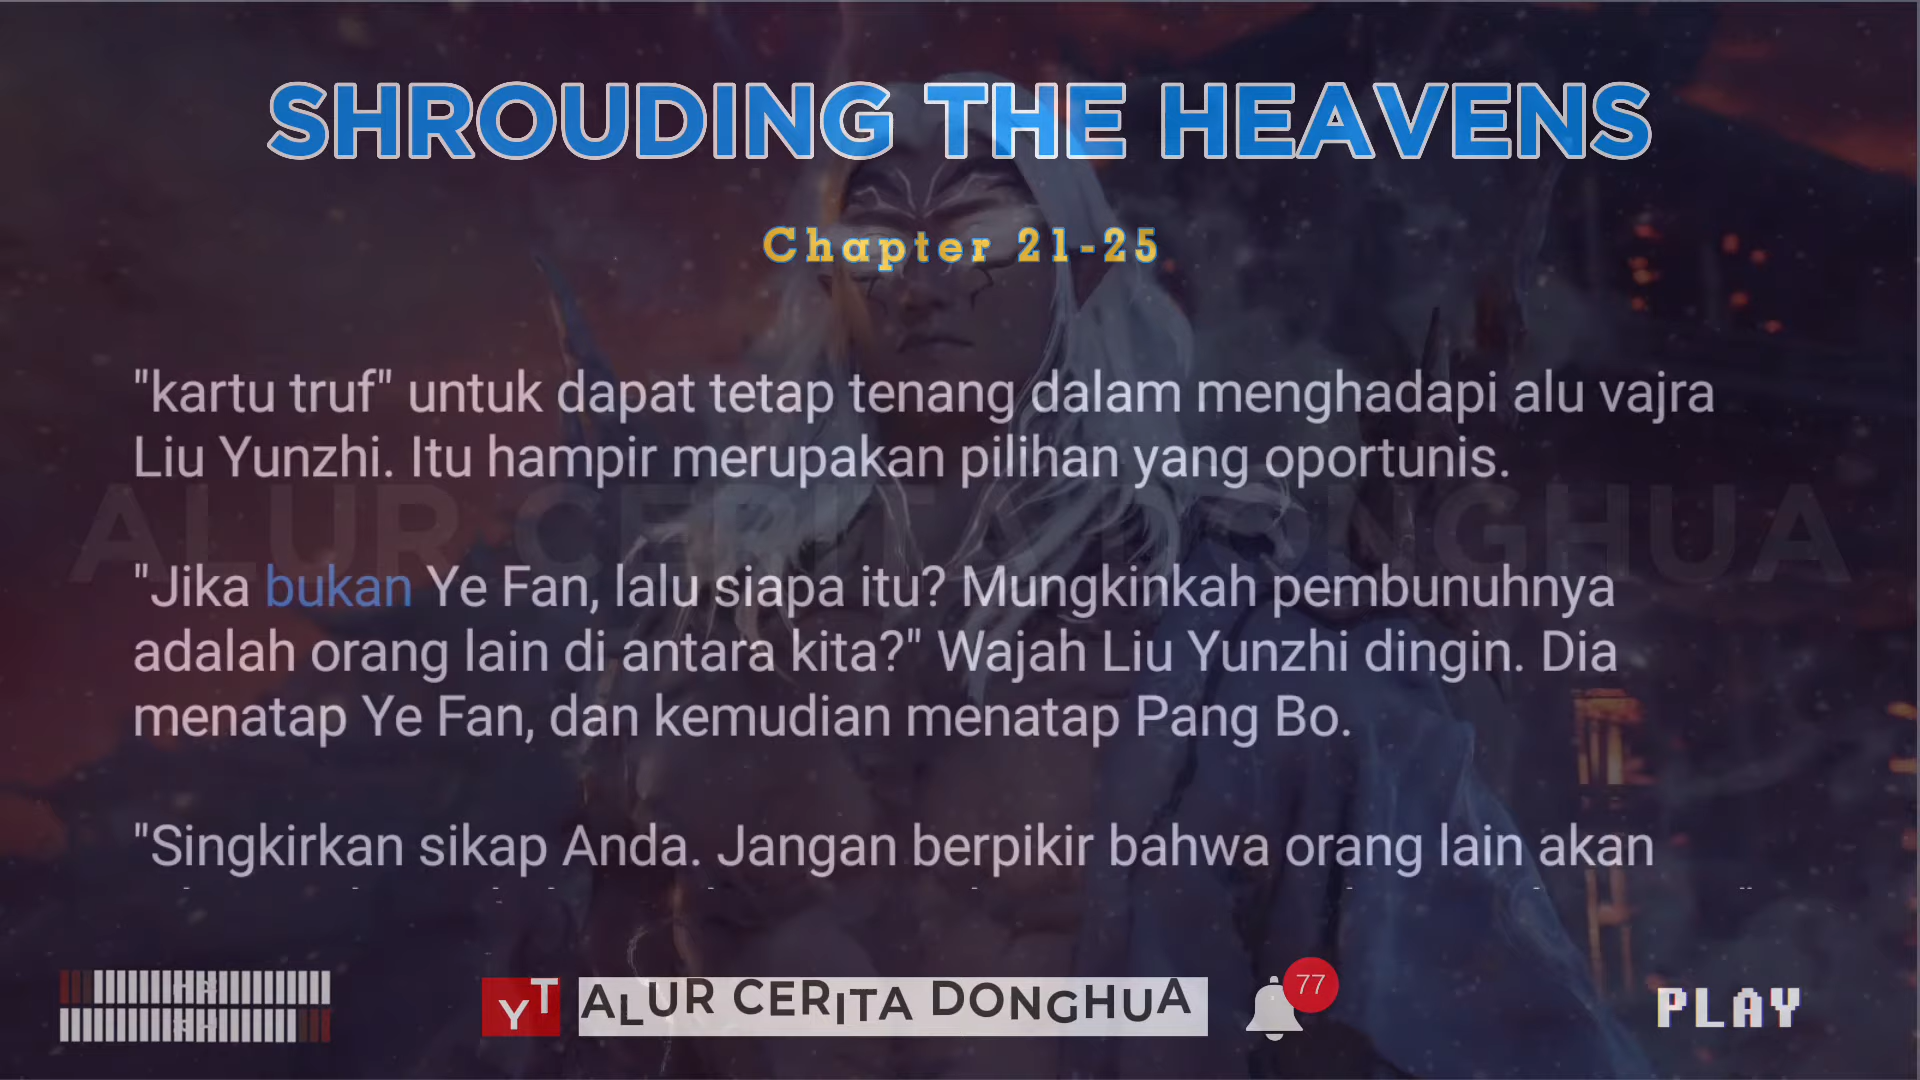 SHROUDING THE HEAVENS
Chapter 21-25
"kartu truf" untuk dapat tetap tenang dalam menghadapi alu vajra
Liu Yunzhi. Itu hampir merupakan pilihan yang oportunis.
ALUR CERITA DONGHUA
"Jika bukan Ye Fan, lalu siapa itu? Mungkinkah pembunuhnya
adalah orang lain di antara kita?" Wajah Liu Yunzhi dingin. Dia
menatap Ye Fan, dan kemudian menatap Pang Bo.
"Singkirkan sikap Anda. Jangan berpikir bahwa orang lain akan
YT ALUR CERITA DONGHUA
77
PLAY